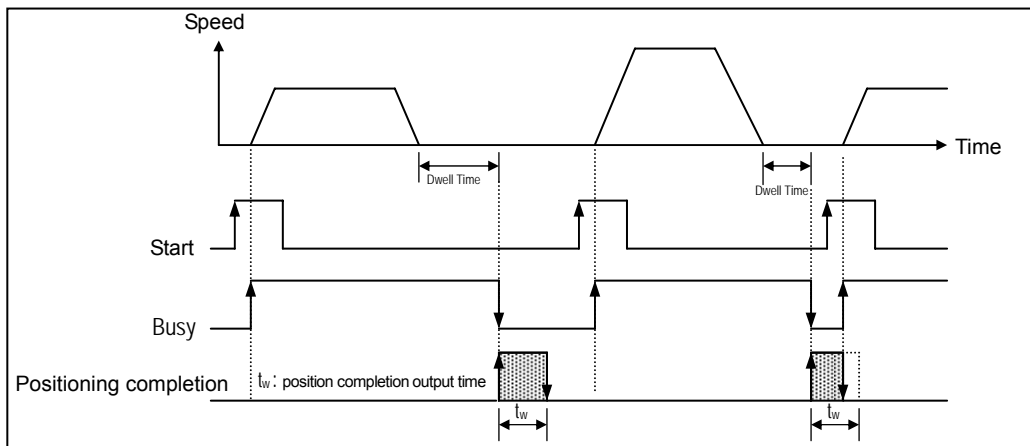 Speed
Time
Dwell Time
Dwell Time
Start
Busy
Positioning completion
tw : position completion output time
tw
tw